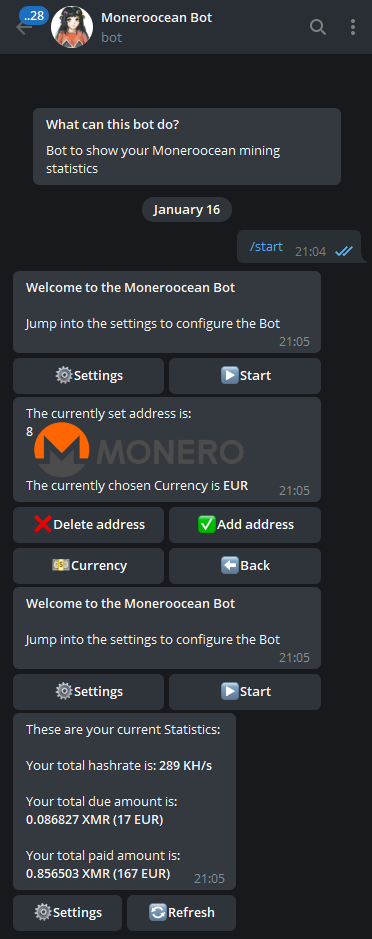 ..28
Moneroocean Bot
bot
What can this bot do?
Bot to show your Moneroocean mining
statistics
January 16
/start 21:04
Welcome to the Moneroocean Bot
Jump into the settings to configure the Bot
21:05
Settings
Start
The currently set address is:
8
MONERO
The currently chosen Currency is EUR
21:05
Delete address
Add address
Currency
Back
Welcome to the Moneroocean Bot
Jump into the settings to configure the Bot
21:05
Settings
Start
These are your current Statistics:
Your total hashrate is: 289 KH/s
Your total due amount is:
0.086827 XMR (17 EUR)
Your total paid amount is:
0.856503 XMR (167 EUR)
21:05
Settings
Refresh